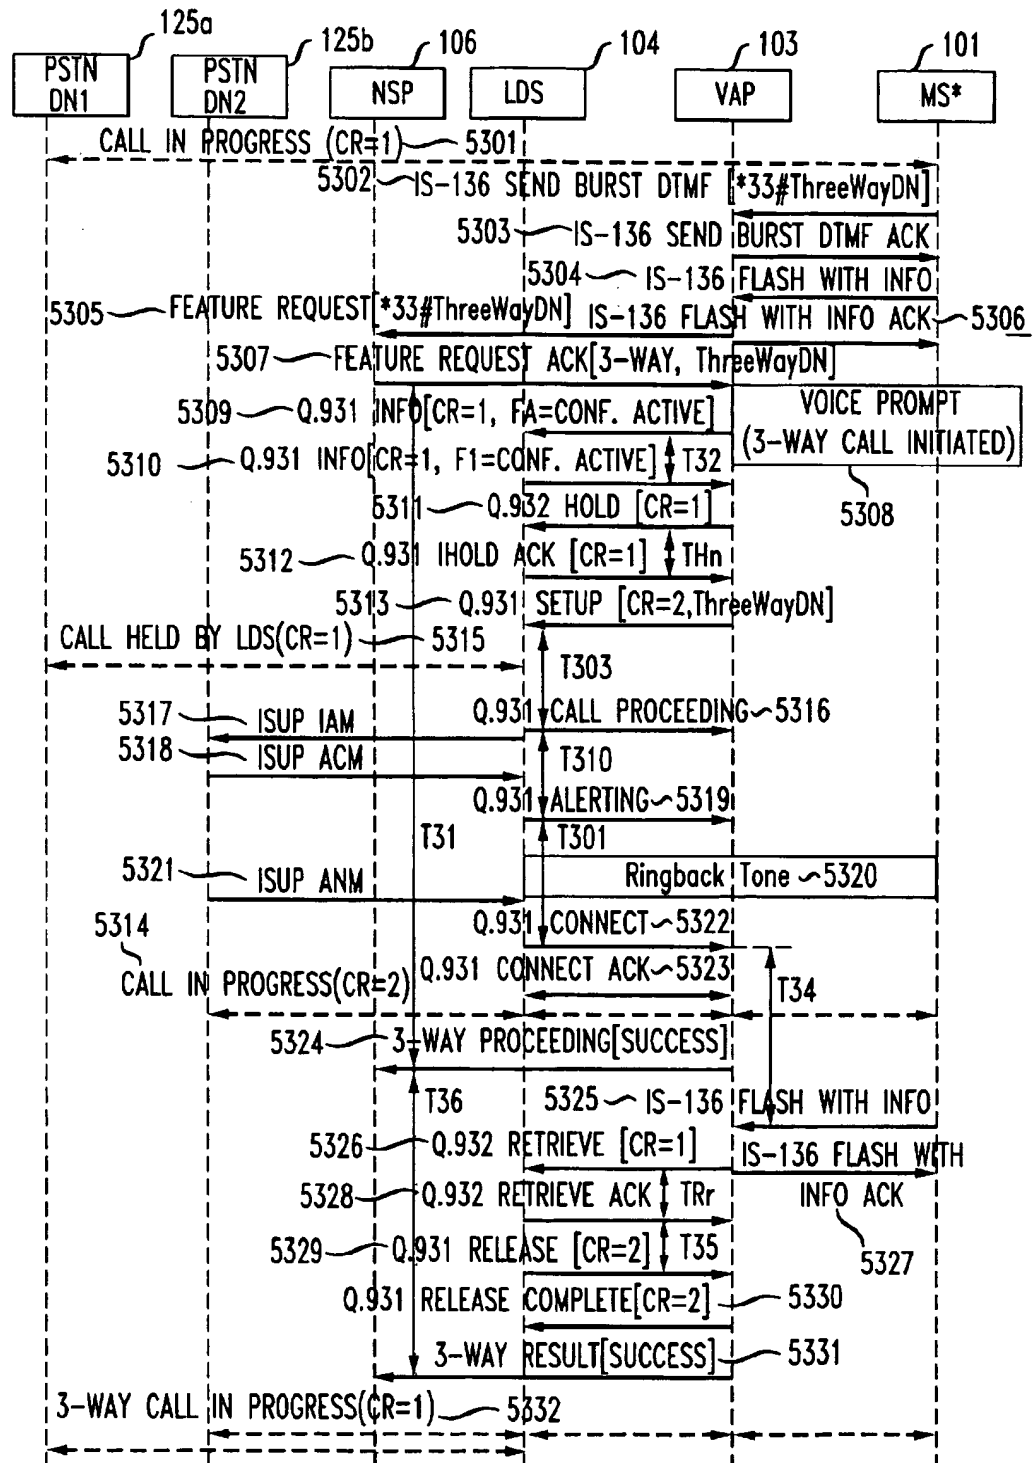 125a
125b
106
104
103
101
PSTN
DN1
PSTN
DN2
NSP
LDS
VAP
MS*
CALL IN PROGRESS (CR=1) 5301
5302 IS-136 SEND BURST DTMF [*33#ThreeWayDN]
5303 IS-136 SEND BURST DTMF ACK
5304 IS-136 FLASH WITH INFO
5305 FEATURE REQUEST[*33#ThreeWayDN]
IS-136 FLASH WITH INFO ACK 5306
5307 FEATURE REQUEST ACK[3-WAY, ThreeWayDN]
5309 Q.931 INFO[CR=1, FA=CONF. ACTIVE]
VOICE PROMPT
(3-WAY CALL INITIATED)
5308
5310 Q.931 INFO[CR=1, F1=CONF. ACTIVE] T32
5311 Q.932 HOLD [CR=1]
5312 Q.931 IHOLD ACK [CR=1] THn
5313 Q.931 SETUP [CR=2,ThreeWayDN]
CALL HELD BY LDS(CR=1) 5315
T303
5317 ISUP IAM
Q.931 CALL PROCEEDING 5316
5318 ISUP ACM
T310
Q.931 ALERTING 5319
T31
T301
5321 ISUP ANM
Ringback Tone 5320
Q.931 CONNECT 5322
5314
CALL IN PROGRESS(CR=2)
Q.931 CONNECT ACK 5323
T34
5324 3-WAY PROCEEDING[SUCCESS]
T36
5325 IS-136 FLASH WITH INFO
5326 Q.932 RETRIEVE [CR=1]
IS-136 FLASH WITH
INFO ACK
5327
5328 Q.932 RETRIEVE ACK TRr
5329 Q.931 RELEASE [CR=2] T35
Q.931 RELEASE COMPLETE[CR=2] 5330
3-WAY RESULT[SUCCESS] 5331
3-WAY CALL IN PROGRESS(CR=1) 5332